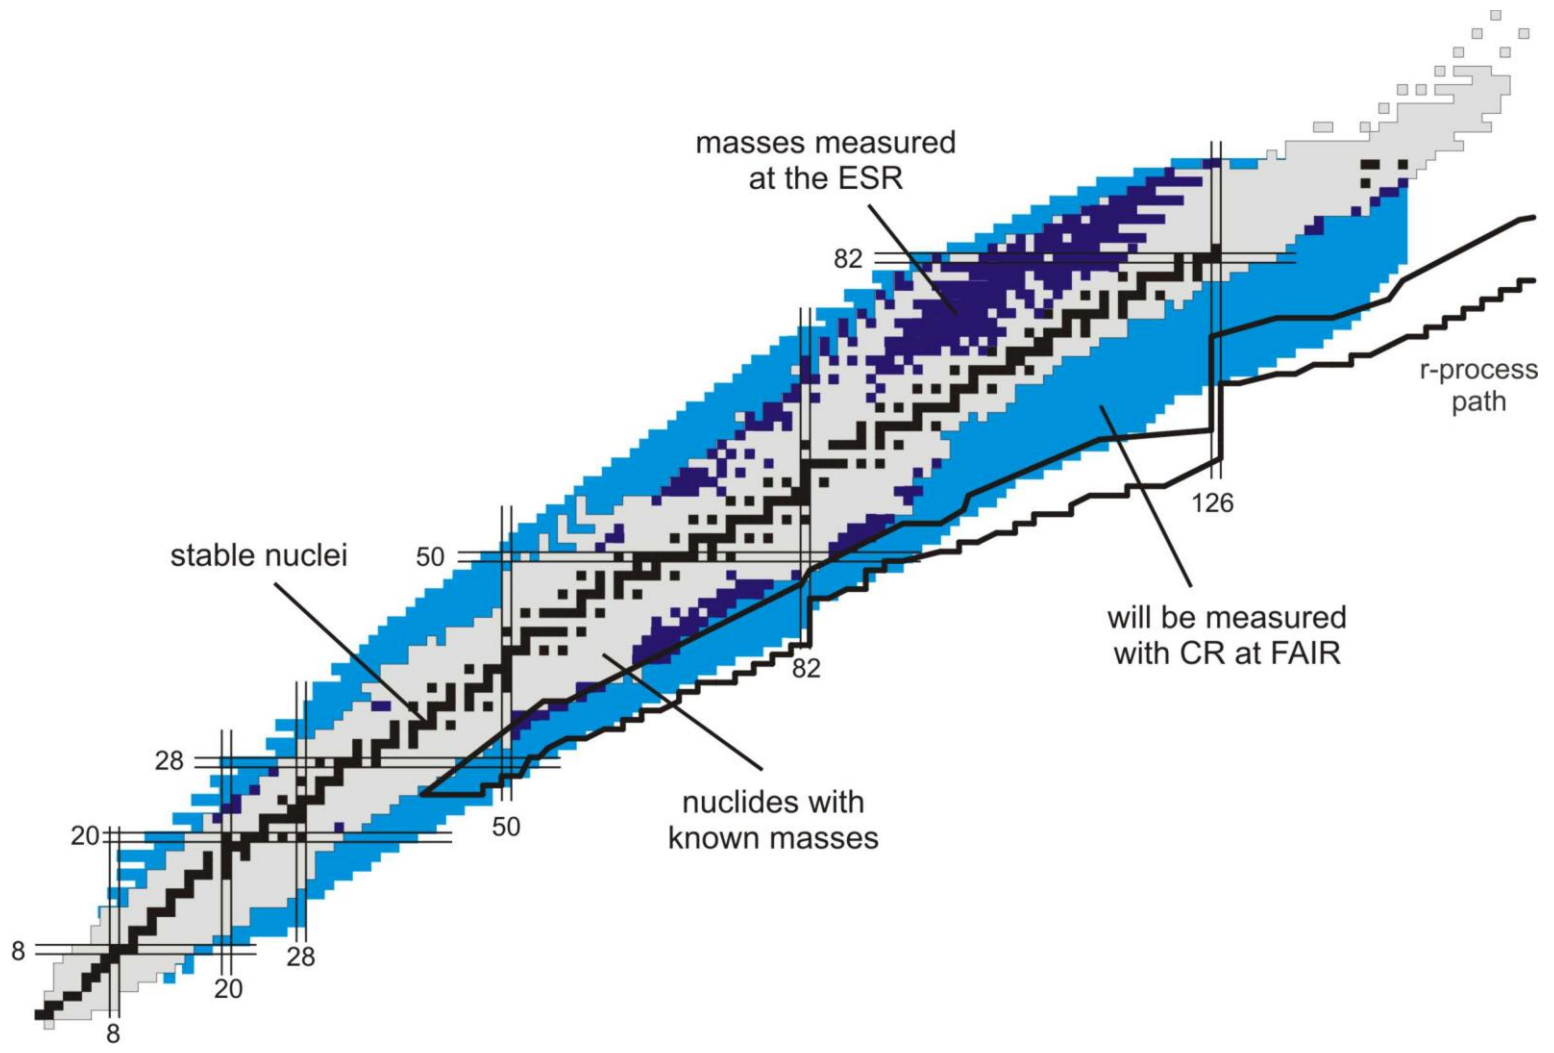 masses measured
at the ESR
82
r-process
path
126
stable nuclei
50
will be measured
with CR at FAIR
82
28
nuclides with
known masses
50
20
28
8
20
8